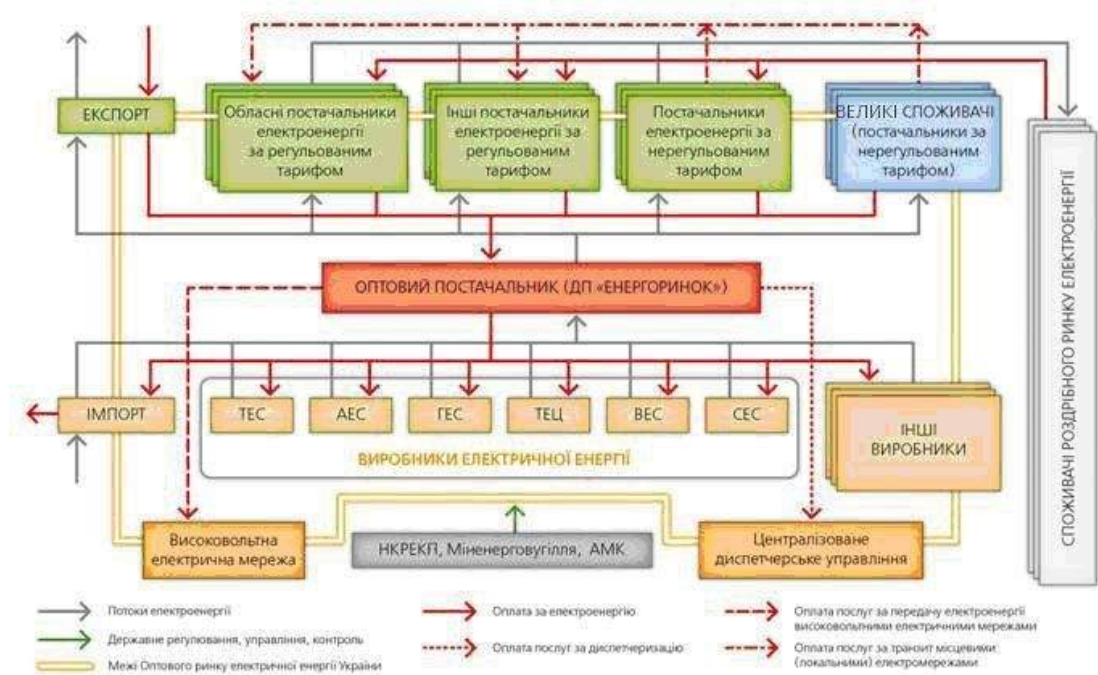 ЕКСПОРТ
Обласні постачальники
електроенергії
за регульованим
тарифом
Інші постачальники
електроенергії за
регульованим
тарифом
Постачальники
електроенергії за
нерегульованим
тарифом
ВЕЛИКІ СПОЖИВАЧІ
(постачальники за
нерегульованим
тарифом)
СПОЖИВАЧІ РОЗДРІБНОГО РИНКУ ЕЛЕКТРОЕНЕРГІЇ
ОПТОВИЙ ПОСТАЧАЛЬНИК (ДП «ЕНЕРГОРИНОК»)
ІМПОРТ
ТЕС
АЕС
ГЕС
ТЕЦ
ВЕС
СЕС
ІНШІ
ВИРОБНИКИ
ВИРОБНИКИ ЕЛЕКТРИЧНОЇ ЕНЕРГІЇ
Високовольтна
електрична мережа
НКРЕКП, Міненерговугілля, АМК
Централізоване
диспетчерське управління
Потоки електроенергії
Державне регулювання, управління, контроль
Межі Оптового ринку електричної енергії України
Оплата за електроенергію
Оплата послуг за диспетчеризацію
Оплата послуг за передачу електроенергії
високовольтними електричними мережами
Оплата послуг за транзит місцевими
(локальними) електромережами